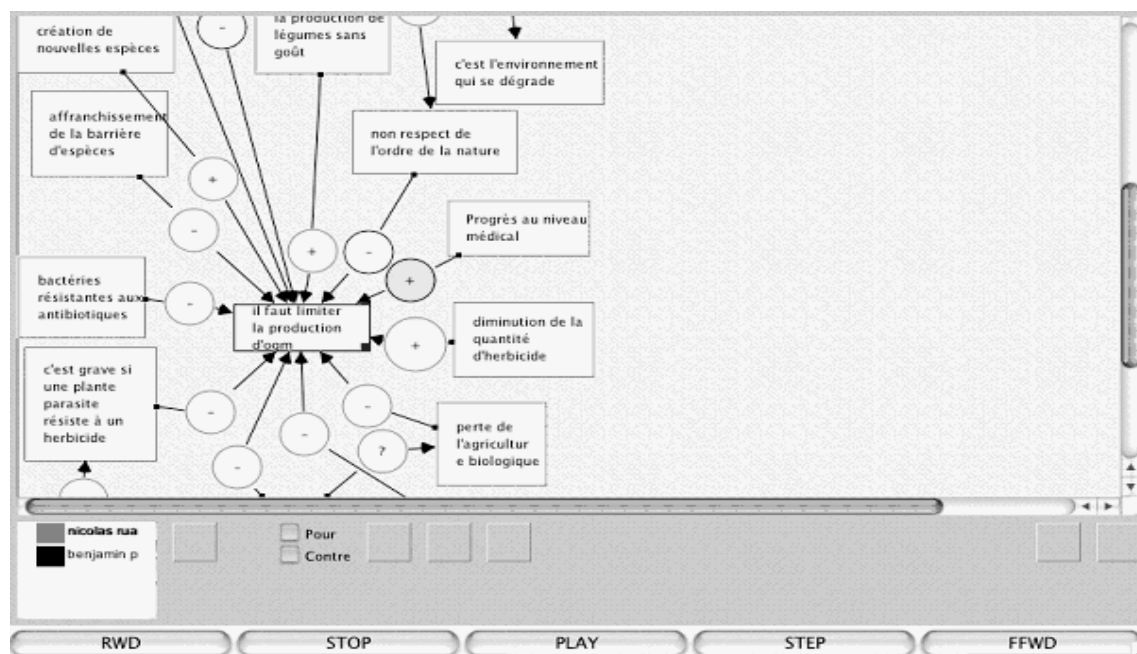 création de
nouvelles espèces
-
la production de
légumes sans
goût
c'est l'environnement
qui se dégrade
affranchissement
de la barrière
d'espèces
non respect de
l'ordre de la nature
+
-
Progrès au niveau
médical
+
-
+
bactéries
résistantes aux
antibiotiques
-
il faut limiter
la production
d'ogm
+
diminution de la
quantité
d'herbicide
c'est grave si
une plante
parasite
résiste à un
herbicide
-
-
-
-
?
perte de
l'agricultur
e biologique
nicolas rua
benjamin p
Pour
Contre
RWD
STOP
PLAY
STEP
FFWD